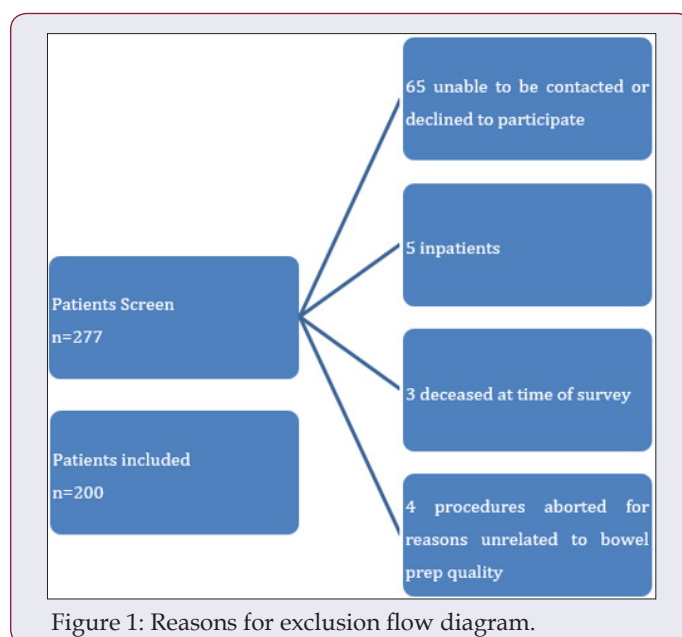 65 unable to be contacted or
declined to participate
5 inpatients
Patients Screen
n=277
3 deceased at time of survey
Patients included
n=200
4 procedures aborted for
reasons unrelated to bowel
prep quality
Figure 1: Reasons for exclusion flow diagram.